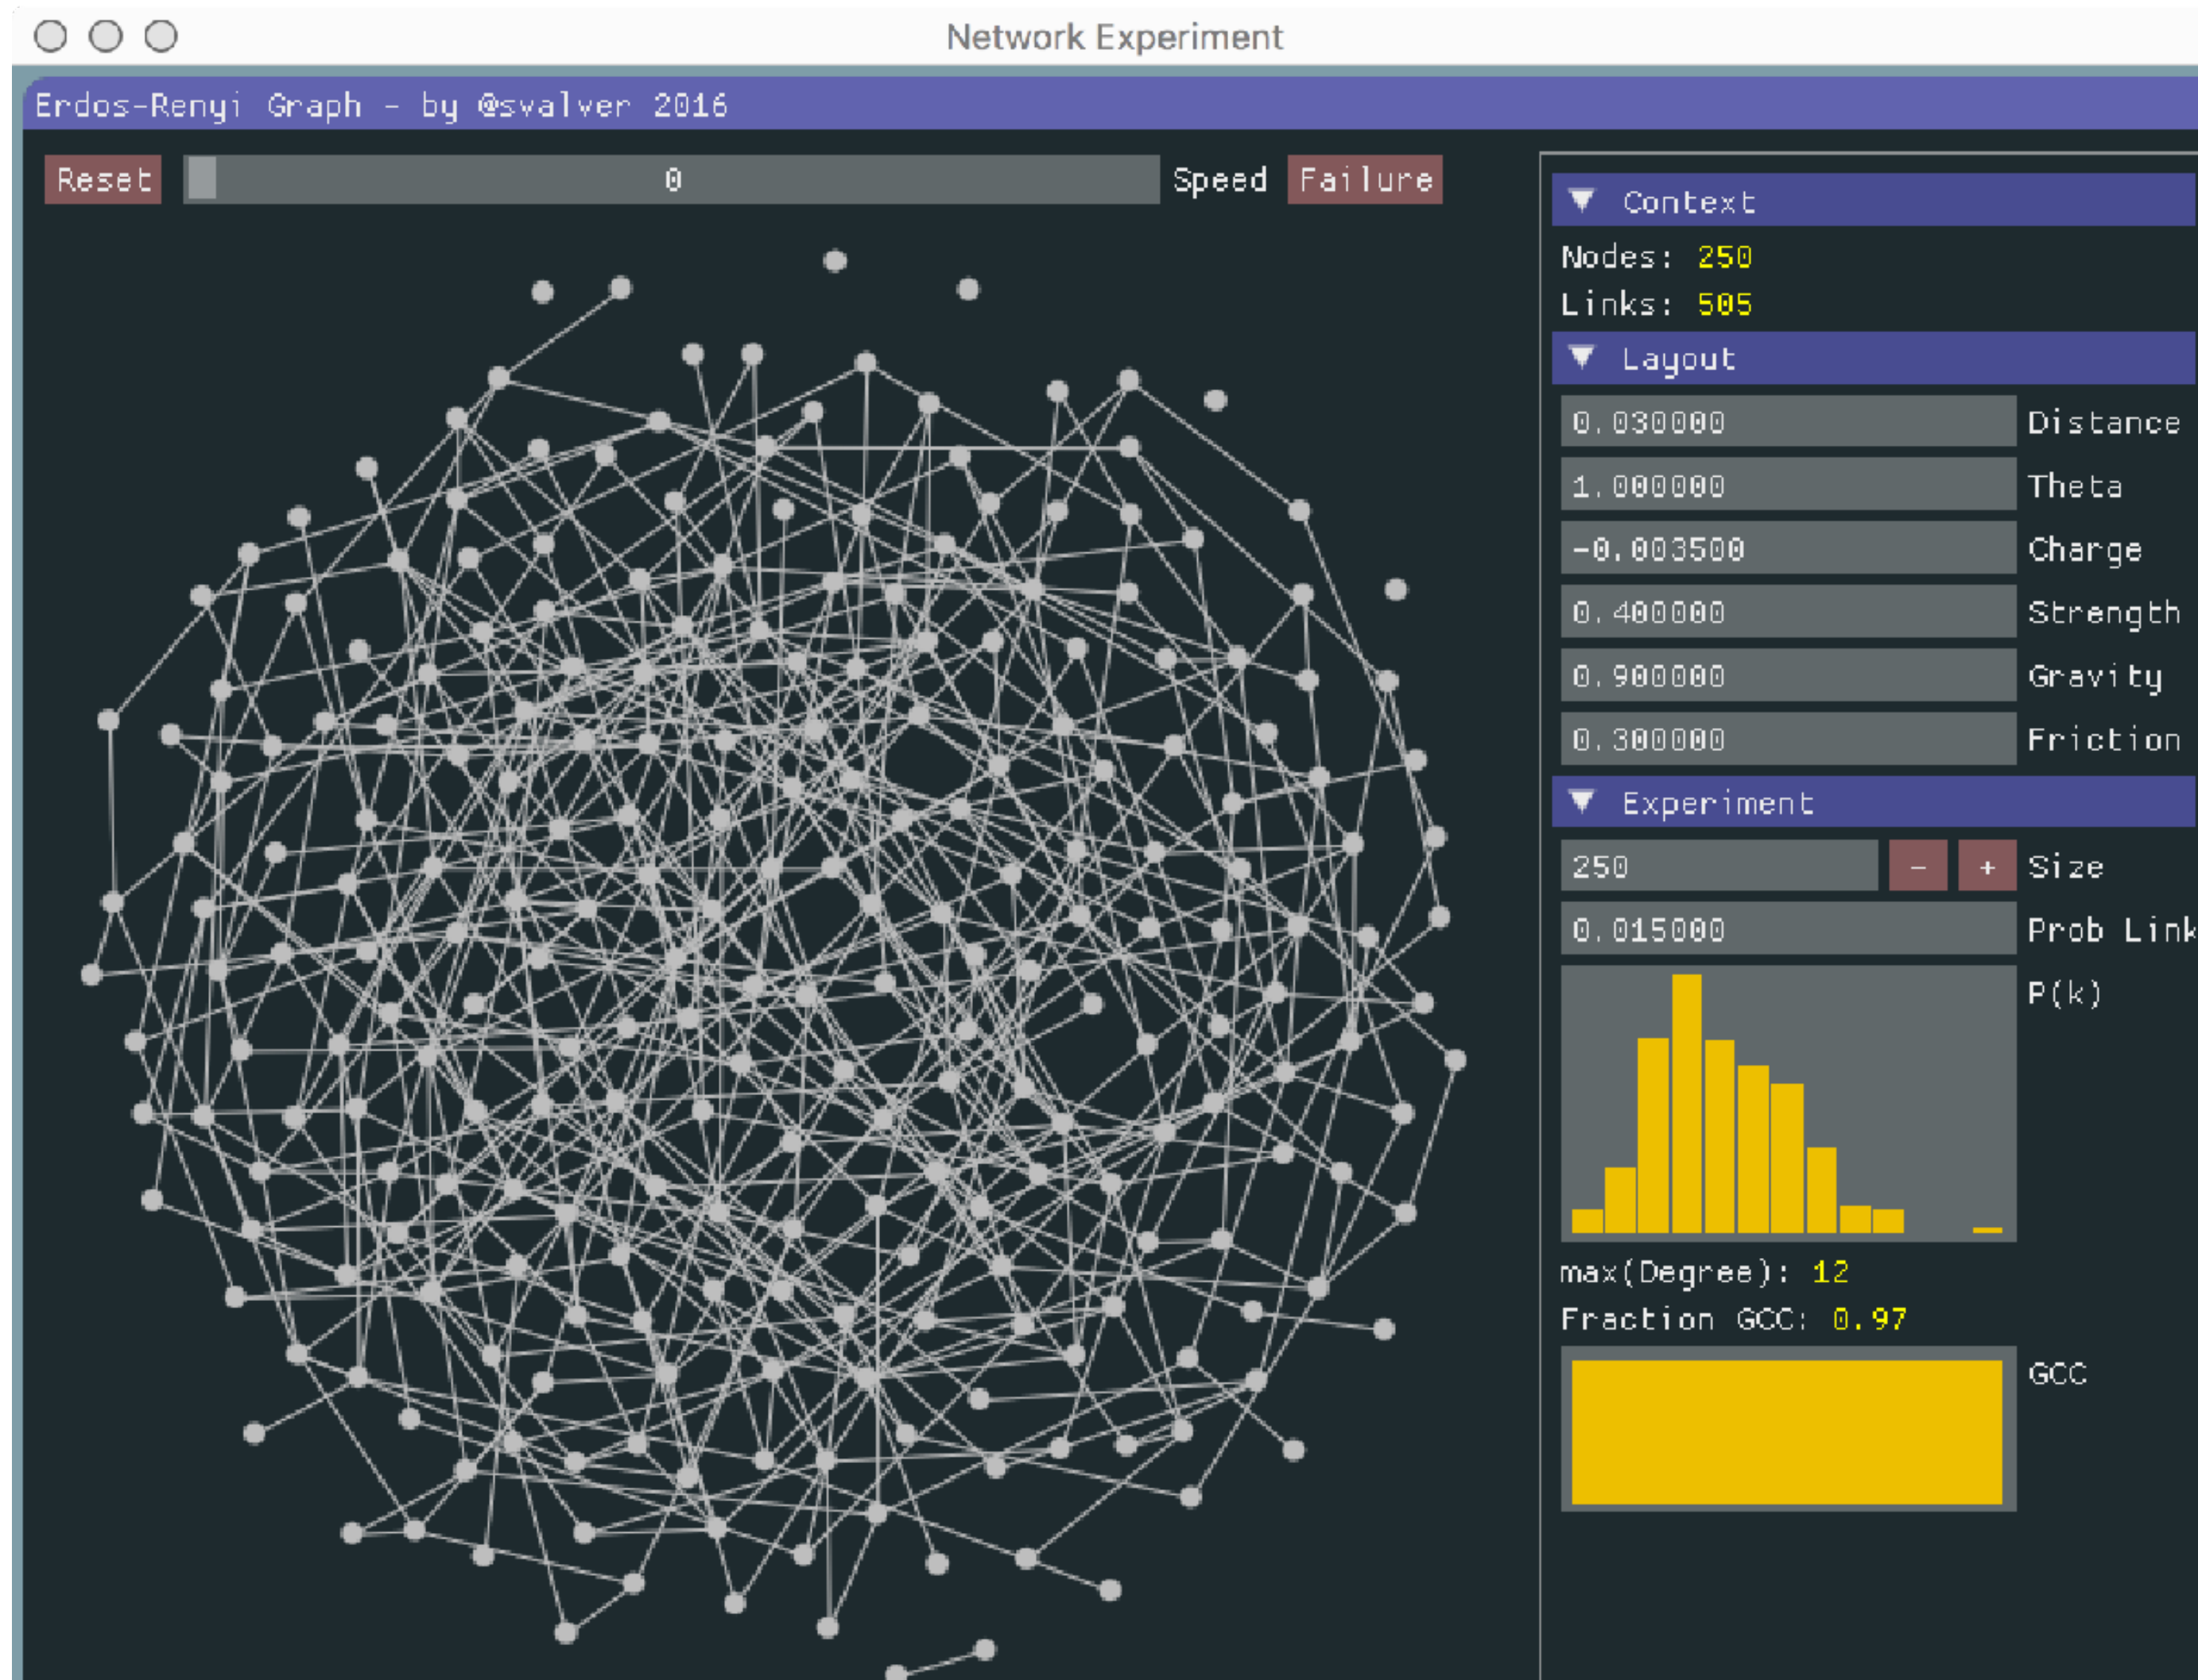 Network Experiment
Erdos-Renyi Graph - by @svalver 2016
Reset 0 Speed Failure
▼ Context
Nodes: 250
Links: 505
▼ Layout
0.030000 Distance
1.000000 Theta
-0.003500 Charge
0.400000 Strength
0.900000 Gravity
0.300000 Friction
▼ Experiment
250 - + Size
0.015000 Prob Link
P(k)
max(Degree): 12
Fraction GCC: 0.97
GCC